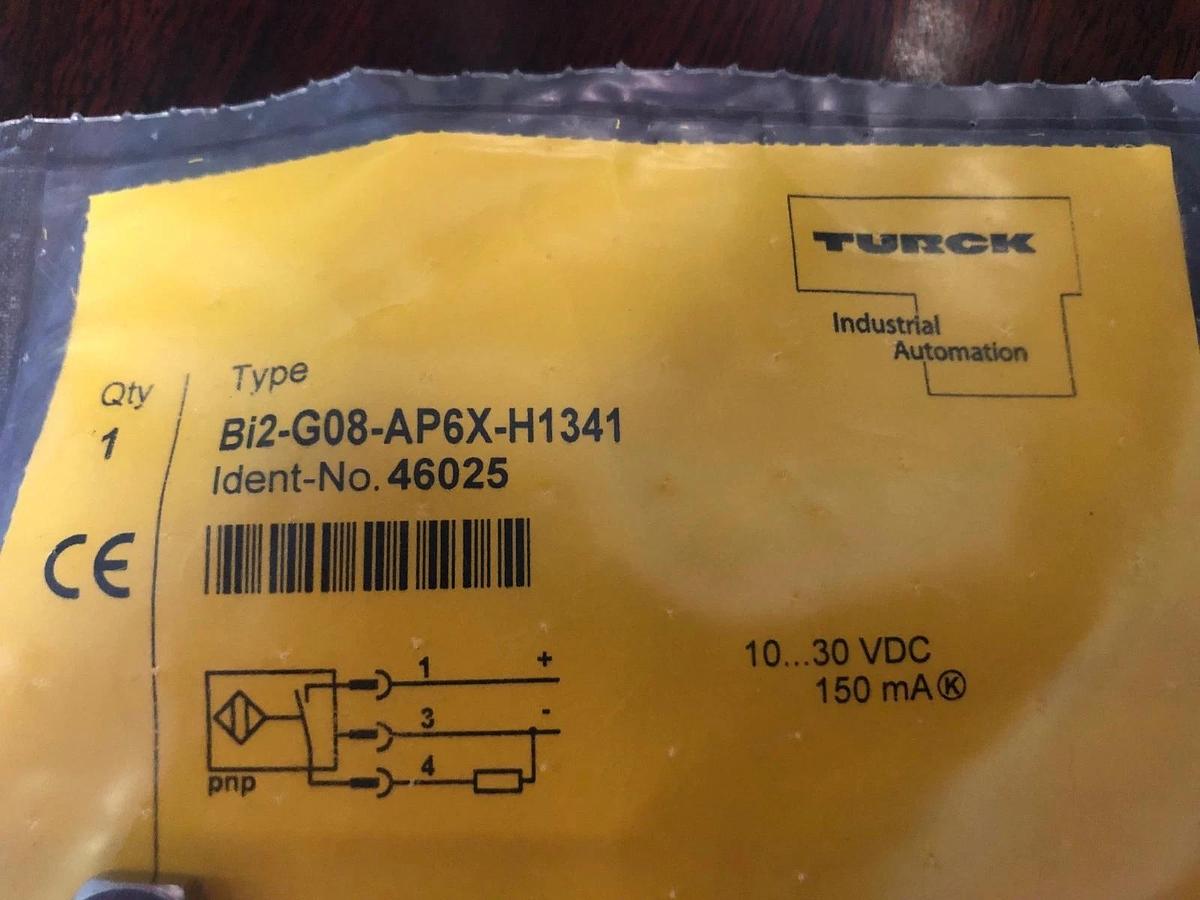 TURCK
Industrial
Automation
Qty
Type
1
Bi2-G08-AP6X-H1341
Ident-No. 46025
CE
1 +
3 -
4
pnp
10...30 VDC
150 mA Ⓚ